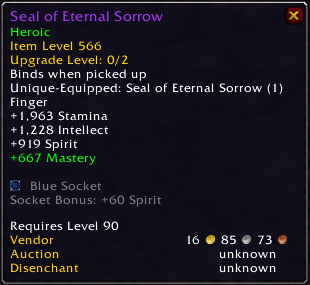 Seal of Eternal Sorrow
Heroic
Item Level 566
Upgrade Level: 0/2
Binds when picked up
Unique-Equipped: Seal of Eternal Sorrow (1)
Finger
+1,963 Stamina
+1,228 Intellect
+919 Spirit
+667 Mastery
Blue Socket
Socket Bonus: +60 Spirit
Requires Level 90
Vendor 16 85 73
Auction unknown
Disenchant unknown